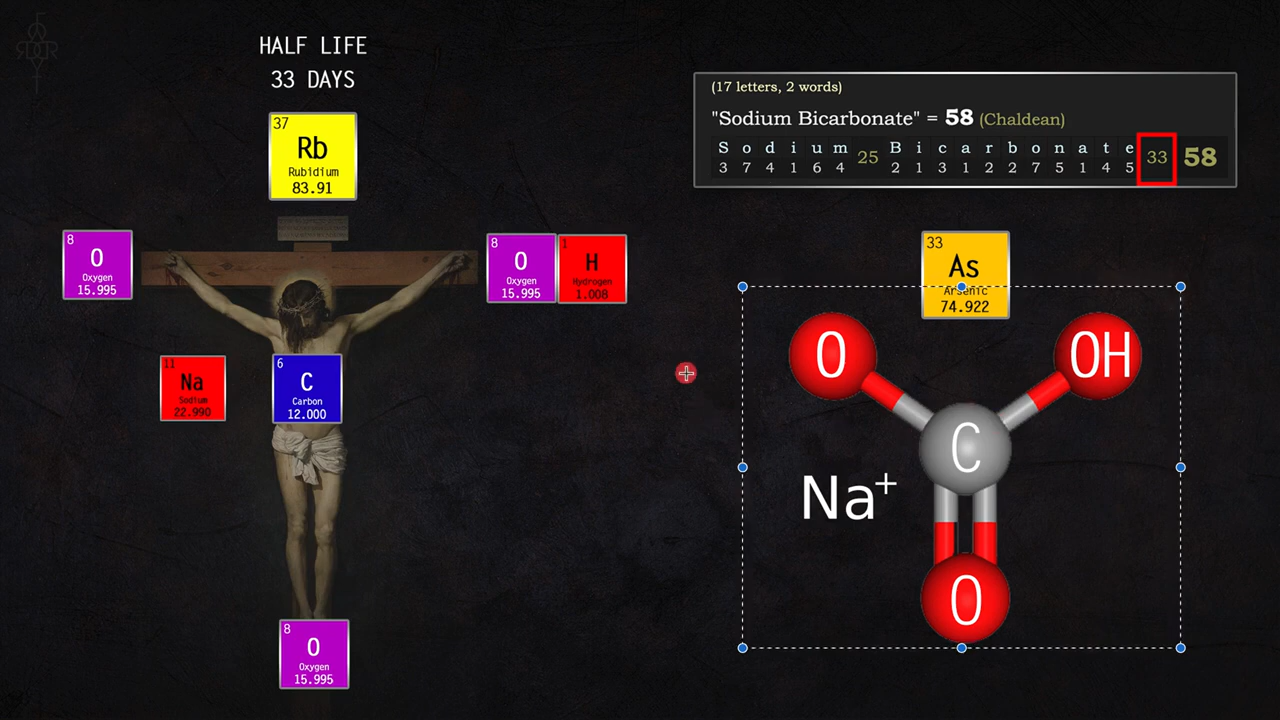 HALF LIFE
33 DAYS
37
Rb
Rubidium
83.91
8
O
Oxygen
15.995
8
O
Oxygen
15.995
1
H
Hydrogen
1.008
11
Na
Sodium
22.990
6
C
Carbon
12.000
8
O
Oxygen
15.995
(17 letters, 2 words)
"Sodium Bicarbonate" = 58 (Chaldean)
S o d i u m 25 B i c a r b o n a t e 33 58
3 7 4 1 6 4 2 1 3 1 2 2 7 5 1 4 5
33
As
Arsenic
74.922
O
OH
C
Na+
O